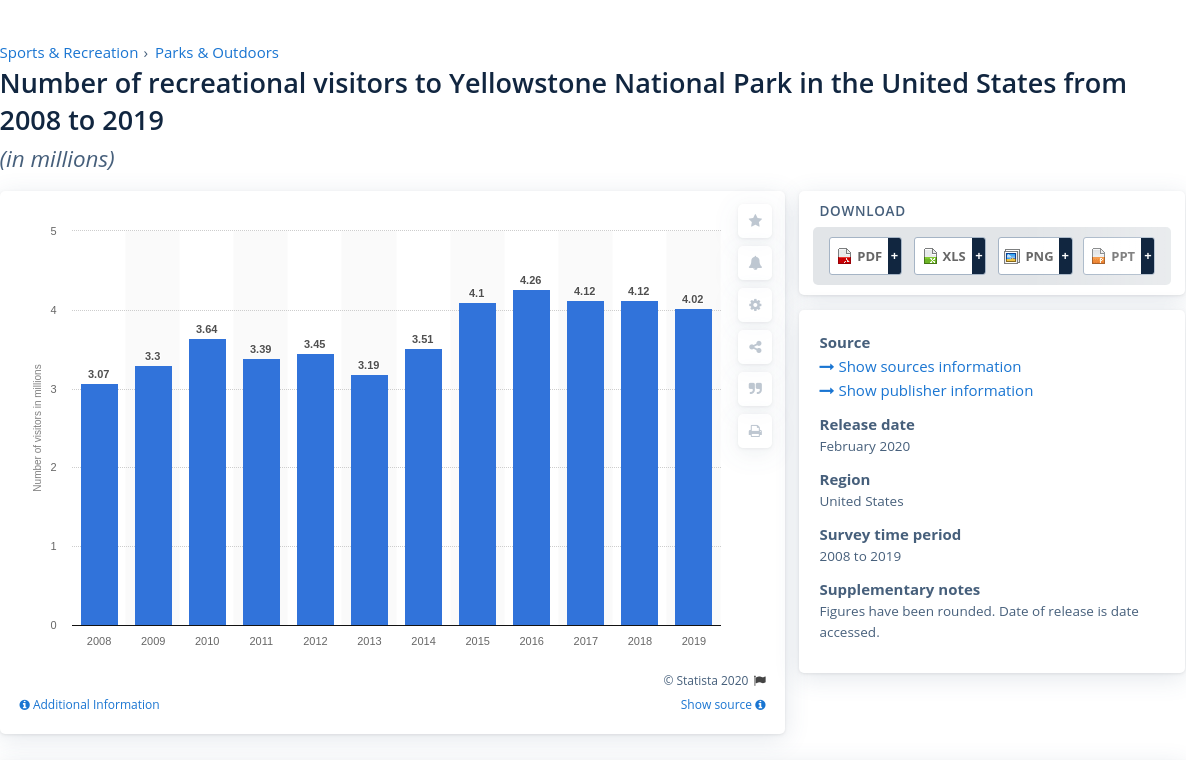 Sports & Recreation › Parks & Outdoors
Number of recreational visitors to Yellowstone National Park in the United States from
2008 to 2019
(in millions)
5
4
3
2
1
0
Number of visitors in millions
3.07
3.3
3.64
3.39
3.45
3.19
3.51
4.1
4.26
4.12
4.12
4.02
2008 2009 2010 2011 2012 2013 2014 2015 2016 2017 2018 2019
© Statista 2020
Additional Information
Show source
DOWNLOAD
PDF + XLS + PNG + PPT +
Source
Show sources information
Show publisher information
Release date
February 2020
Region
United States
Survey time period
2008 to 2019
Supplementary notes
Figures have been rounded. Date of release is date
accessed.